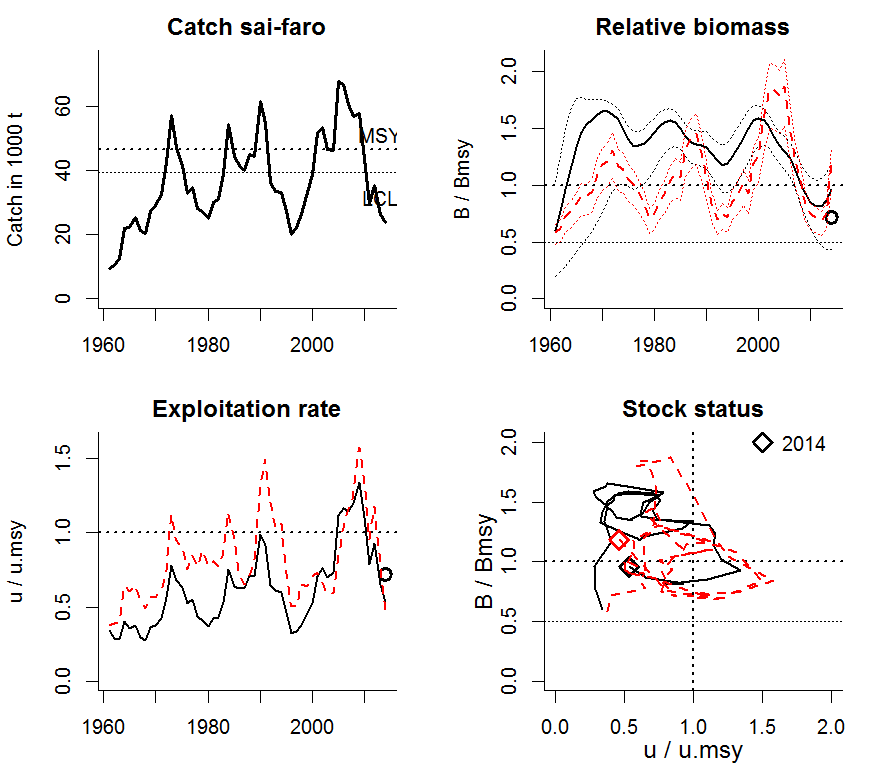 Catch sai-faro
Catch in 1000 t
60
40
20
0
MSY
LCL
1960 1980 2000
Relative biomass
B / Bmsy
2.0
1.5
1.0
0.5
0.0
1960 1980 2000
Exploitation rate
u / u.msy
1.5
1.0
0.5
0.0
1960 1980 2000
Stock status
2014
B / Bmsy
2.0
1.5
1.0
0.5
0.0
0.0 0.5 1.0 1.5 2.0
u / u.msy